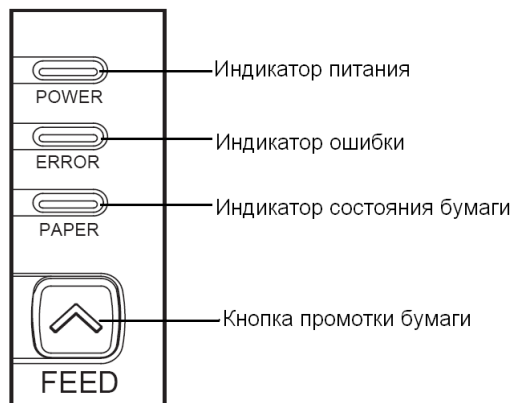 Индикатор питания
POWER
Индикатор ошибки
ERROR
Индикатор состояния бумаги
PAPER
Кнопка промотки бумаги
FEED